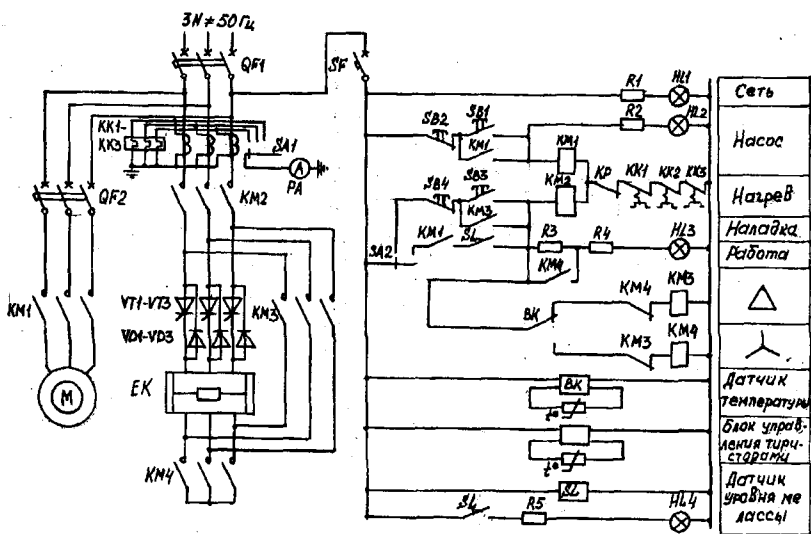 3N ≠ 50 Гц
QF1
SF
KK1-
KK3
SA1
A
PA
KM2
QF2
KM1
M
VT1-VT3
VD1-VD3
KM3
EK
KM4
R1
HL1
Сеть
SB2
SB1
KM1
R2
HL2
Насос
KM1
KM2
KP
KK1
KK2
KK3
SB4
SB3
KM3
Нагрев
Наладка
SA2
KM1
SL
R3
R4
HL3
Работа
KM4
BK
KM4
KM3
KM3
KM4
BK
t°
Датчик
температуры
t°
Блок управ-
ления тири-
сторами
SL
Датчик
уровня ме
лассы
SL
R5
HL4